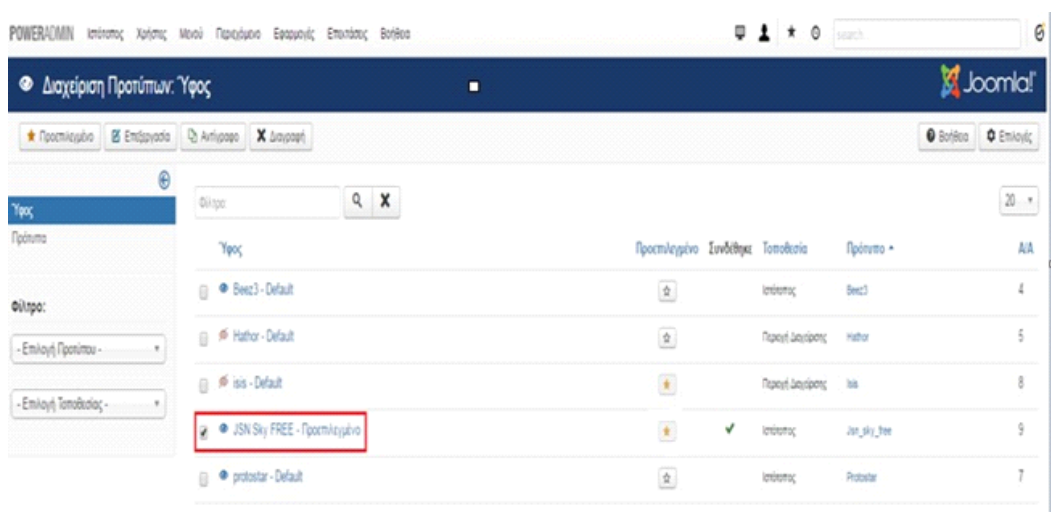 POWERADMIN Ιστότοπος Χρήστες Μενού Περιεχόμενο Εφαρμογές Επεκτάσεις Βοήθεια search
Διαχείριση Προτύπων: Ύφος Joomla!
Προεπιλεγμένο Επεξεργασία Αντίγραφο Διαγραφή Βοήθεια Επιλογές
Ύφος
Πρότυπα
Φίλτρο:
- Επιλογή Προτύπου -
- Επιλογή Τοποθεσίας -
Φίλτρο 20
Ύφος Προεπιλεγμένο Συνδέθηκε Τοποθεσία Πρότυπο Α/Α
Beez3 - Default Ιστότοπος Beez3 4
Hathor - Default Περιοχή Διαχείρισης Hathor 5
isis - Default Περιοχή Διαχείρισης Isis 8
JSN Sky FREE - Προεπιλεγμένο Ιστότοπος Jsn_sky_free 9
protostar - Default Ιστότοπος Protostar 7